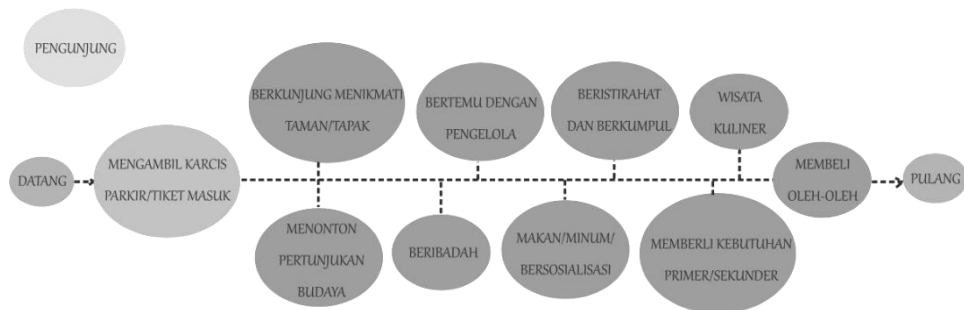 PENGUNJUNG
BERKUNJUNG MENIKMATI
TAMAN/TAPAK
BERTEMU DENGAN
PENGELOLA
BERISTIRAHAT
DAN BERKUMPUL
WISATA
KULINER
DATANG
MENGAMBIL KARCIS
PARKIR/TIKET MASUK
MEMBELI
OLEH-OLEH
PULANG
MENONTON
PERTUNJUKAN
BUDAYA
BERIBADAH
MAKAN/MINUM/
BERSOSIALISASI
MEMBERLI KEBUTUHAN
PRIMER/SEKUNDER